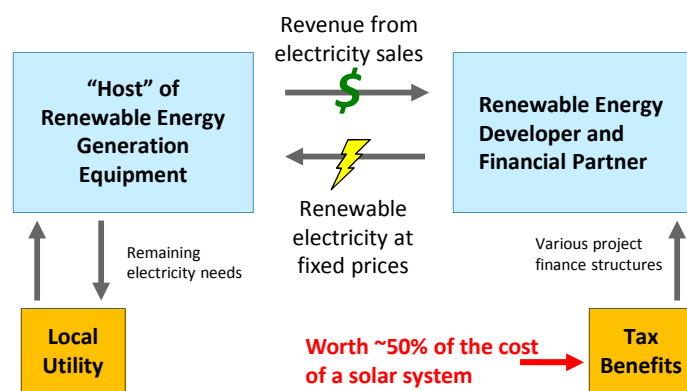 Revenue from
electricity sales
$
“Host” of
Renewable Energy
Generation
Equipment
Renewable Energy
Developer and
Financial Partner
Renewable
electricity at
fixed prices
Remaining
electricity needs
Various project
finance structures
Local
Utility
Worth ~50% of the cost
of a solar system
Tax
Benefits